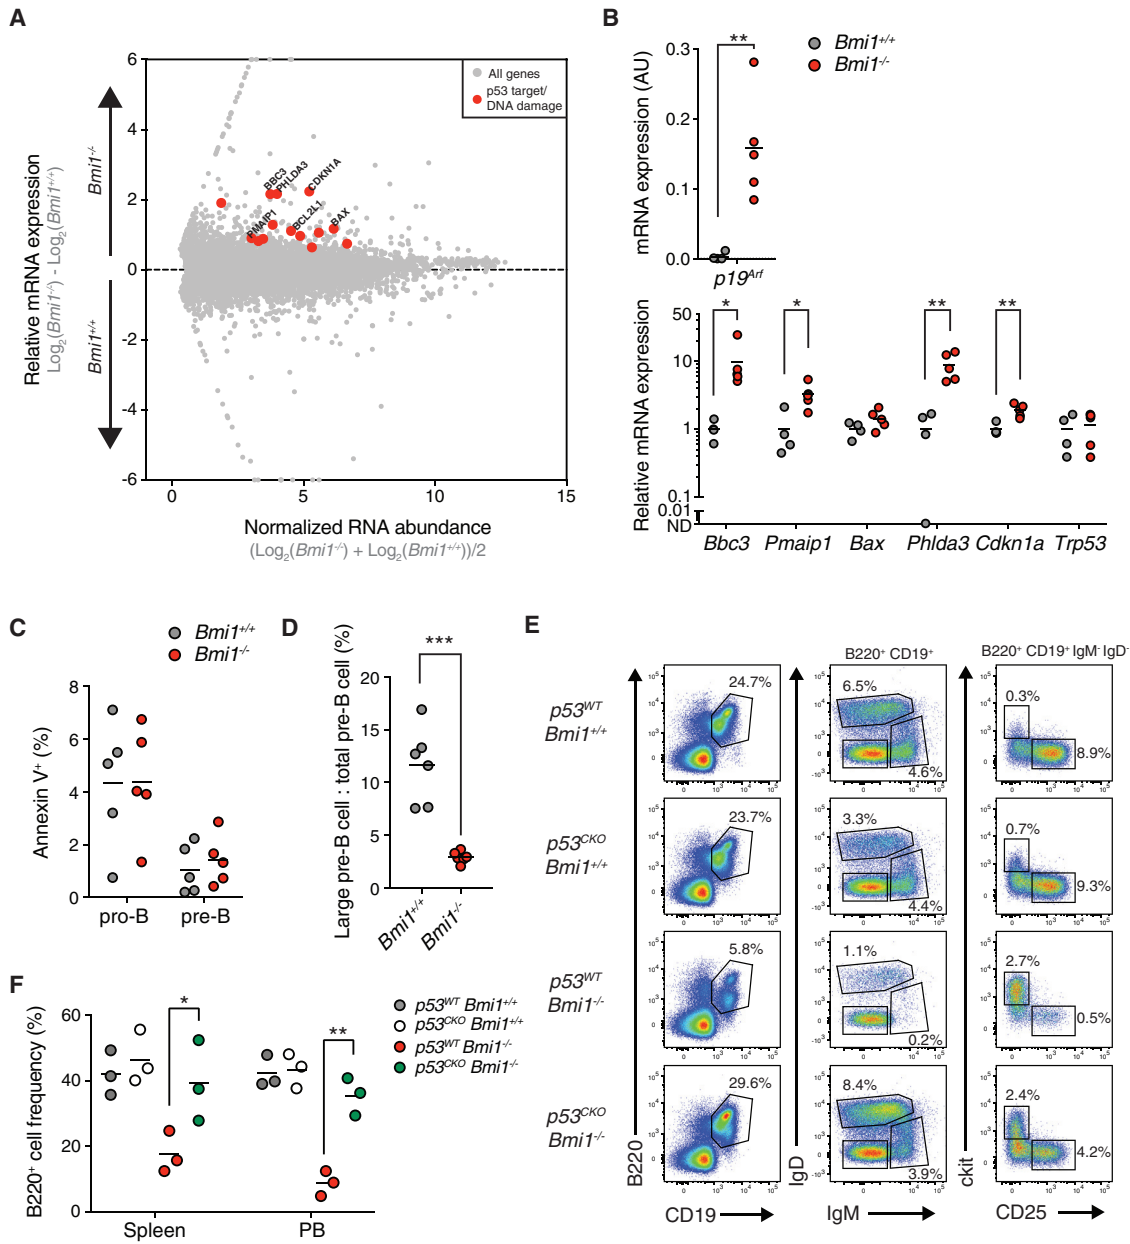 A
Relative mRNA expression
Log2(Bmi1-/-) - Log2(Bmi1+/+)
Bmi1-/-
Bmi1+/+
6
4
2
0
-2
-4
-6
All genes
p53 target/
DNA damage
BBC3
PHLDA3
CDKN1A
PMAIP1
BCL2L1
BAX
0
5
10
15
Normalized RNA abundance
(Log2(Bmi1-/-) + Log2(Bmi1+/+))/2
B
Bmi1+/+
Bmi1-/-
mRNA expression (AU)
0.3
0.2
0.1
0.0
**
p19Arf
Relative mRNA expression
50
10
1
0.1
0.01
ND
*
*
**
**
Bbc3
Pmaip1
Bax
Phlda3
Cdkn1a
Trp53
C
Bmi1+/+
Bmi1-/-
Annexin V+ (%)
8
6
4
2
0
pro-B
pre-B
D
Large pre-B cell : total pre-B cell (%)
20
15
10
5
0
***
Bmi1+/+
Bmi1-/-
E
B220+ CD19+
B220+ CD19+ IgM- IgD-
p53WT
Bmi1+/+
24.7%
6.5%
4.6%
0.3%
8.9%
p53CKO
Bmi1+/+
23.7%
3.3%
4.4%
0.7%
9.3%
p53WT
Bmi1-/-
5.8%
1.1%
0.2%
2.7%
0.5%
p53CKO
Bmi1-/-
29.6%
8.4%
3.9%
2.4%
4.2%
B220
IgD
ckit
CD19
IgM
CD25
F
B220+ cell frequency (%)
60
40
20
0
*
**
Spleen
PB
p53WT Bmi1+/+
p53CKO Bmi1+/+
p53WT Bmi1-/-
p53CKO Bmi1-/-